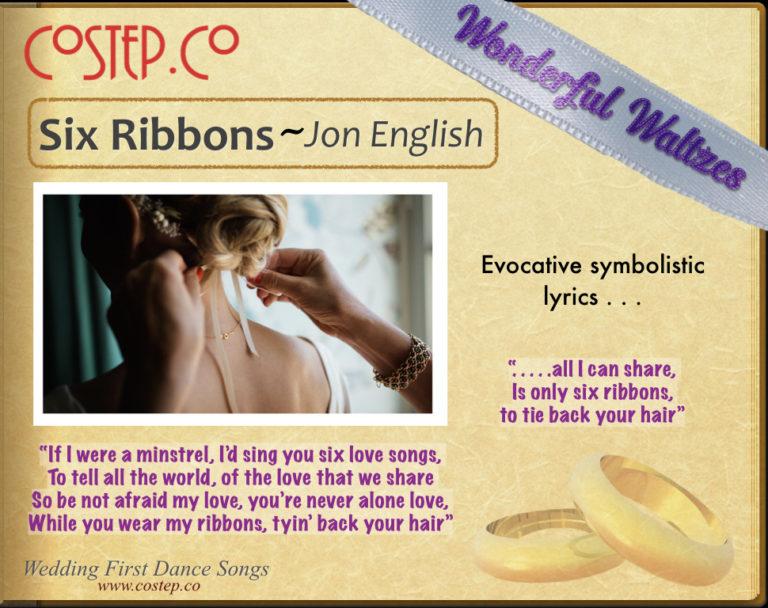 COSTEP.CO
Wonderful Waltzes
Six Ribbons ~ Jon English
Evocative symbolistic
lyrics . . .
“. . . . .all I can share,
Is only six ribbons,
to tie back your hair”
“If I were a minstrel, I’d sing you six love songs,
To tell all the world, of the love that we share
So be not afraid my love, you’re never alone love,
While you wear my ribbons, tyin’ back your hair”
Wedding First Dance Songs
www.costep.co